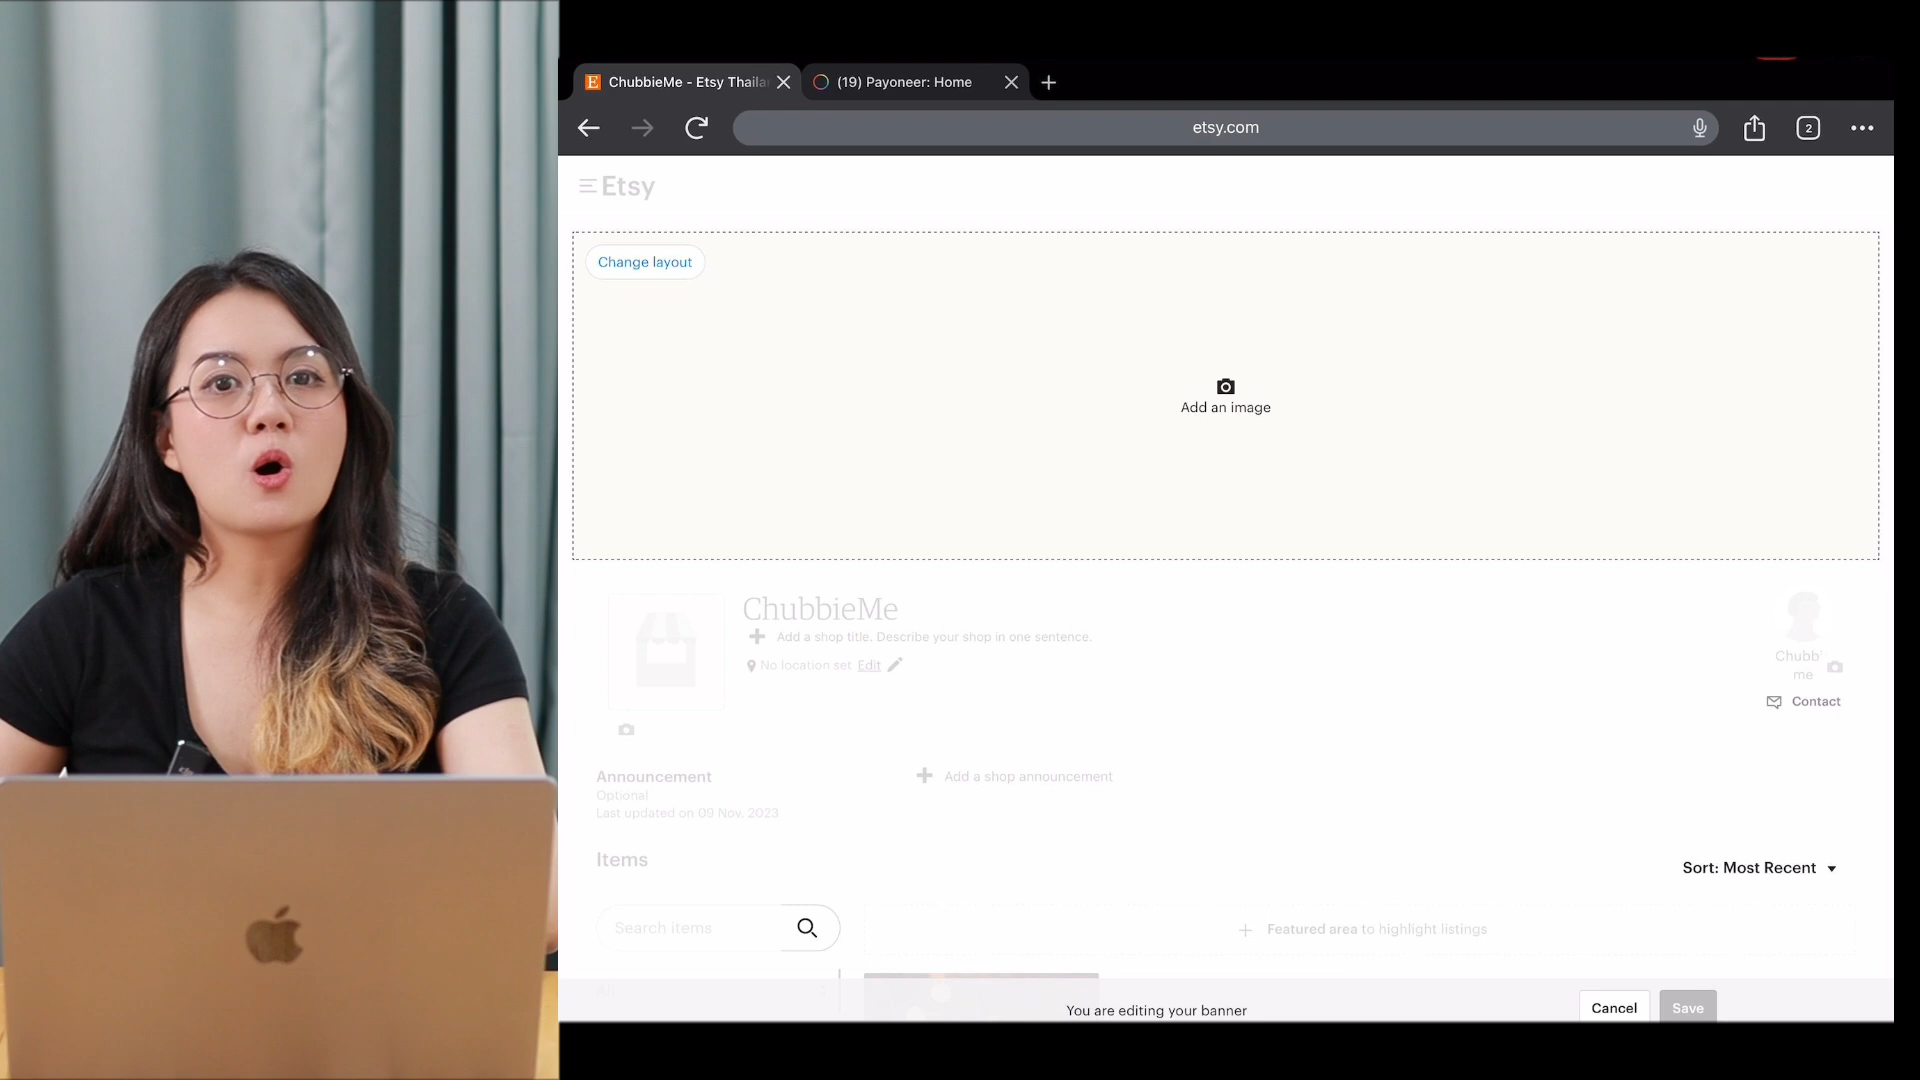 ChubbieMe - Etsy Thaila
(19) Payoneer: Home
etsy.com
2
Etsy
Change layout
Add an image
ChubbieMe
Add a shop title. Describe your shop in one sentence.
No location set Edit
Chubb
me
Contact
Announcement
Optional
Last updated on 09 Nov, 2023
Add a shop announcement
Items
Sort: Most Recent
Search items
Featured area to highlight listings
You are editing your banner
Cancel
Save